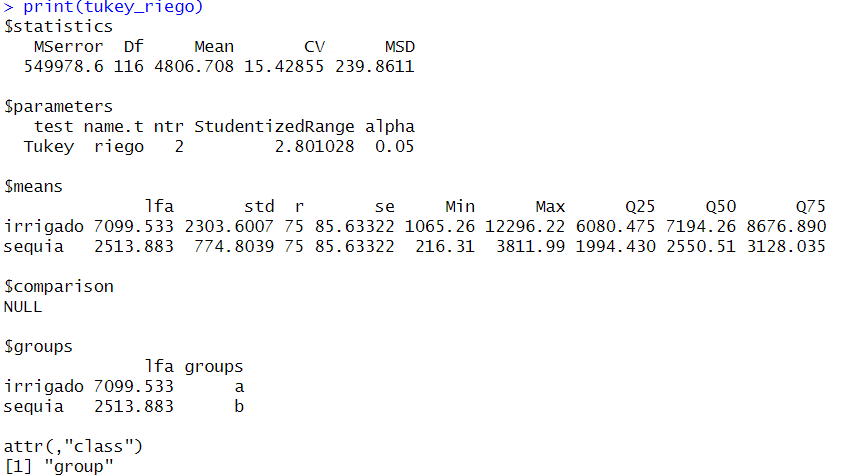 > print(tukey_riego)
$statistics
MSerror Df Mean CV MSD
549978.6 116 4806.708 15.42855 239.8611
$parameters
test name.t ntr StudentizedRange alpha
Tukey riego 2 2.801028 0.05
$means
lfa std r se Min Max Q25 Q50 Q75
irrigado 7099.533 2303.6007 75 85.63322 1065.26 12296.22 6080.475 7194.26 8676.890
sequia 2513.883 774.8039 75 85.63322 216.31 3811.99 1994.430 2550.51 3128.035
$comparison
NULL
$groups
lfa groups
irrigado 7099.533 a
sequia 2513.883 b
attr(,"class")
[1] "group"